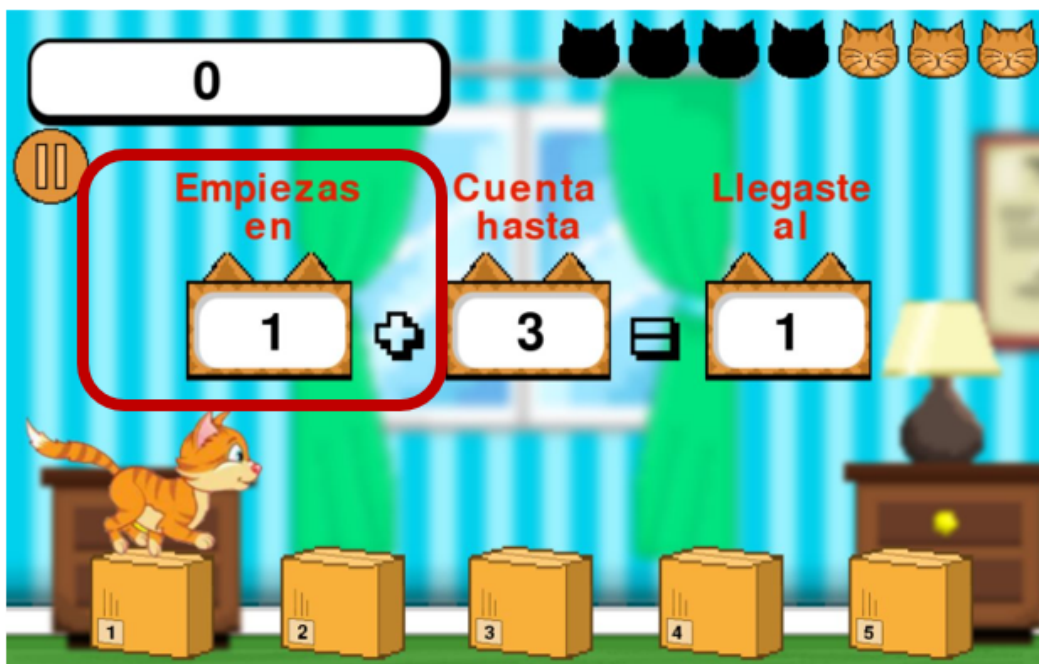 0
Empiezas
en
Cuenta
hasta
Llegaste
al
1 + 3 = 1
1 2 3 4 5